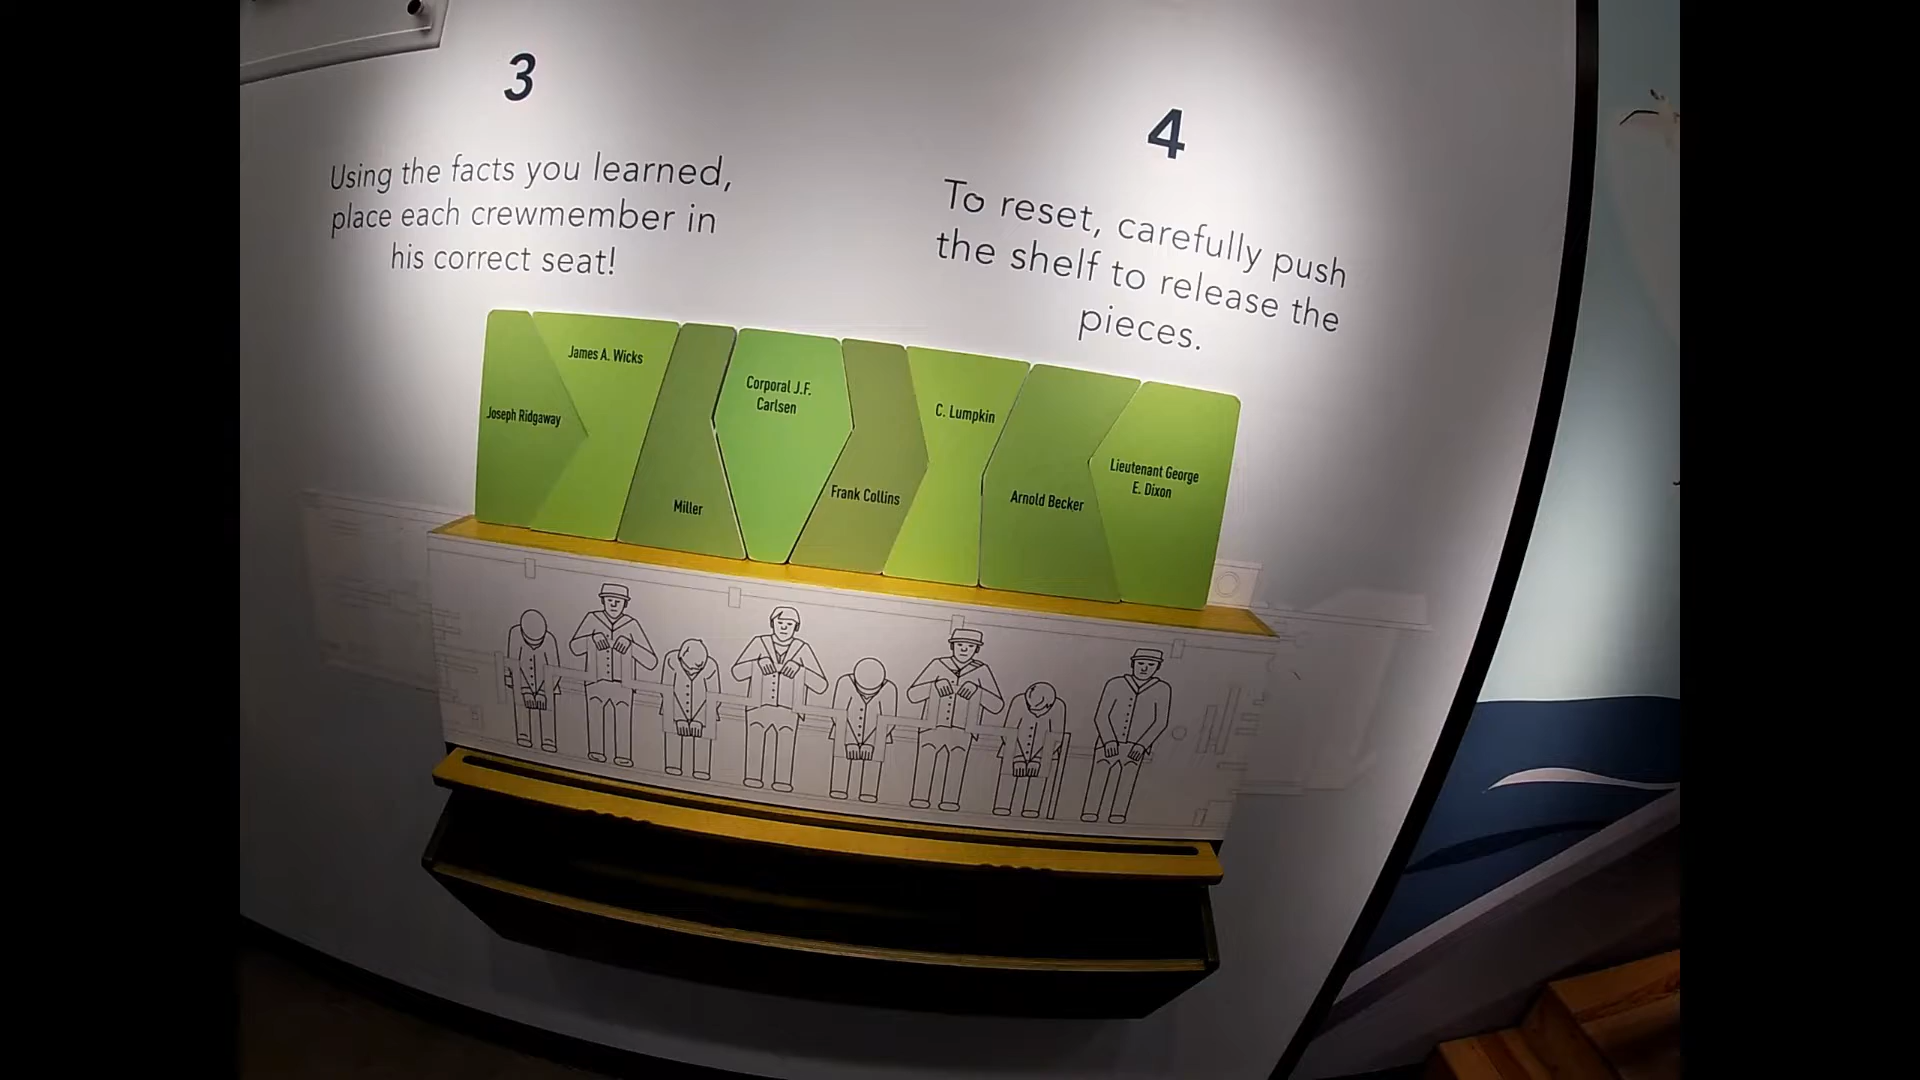 3
Using the facts you learned,
place each crewmember in
his correct seat!
4
To reset, carefully push
the shelf to release the
pieces.
Joseph Ridgaway
James A. Wicks
Miller
Corporal J.F.
Carlsen
Frank Collins
C. Lumpkin
Arnold Becker
Lieutenant George
E. Dixon